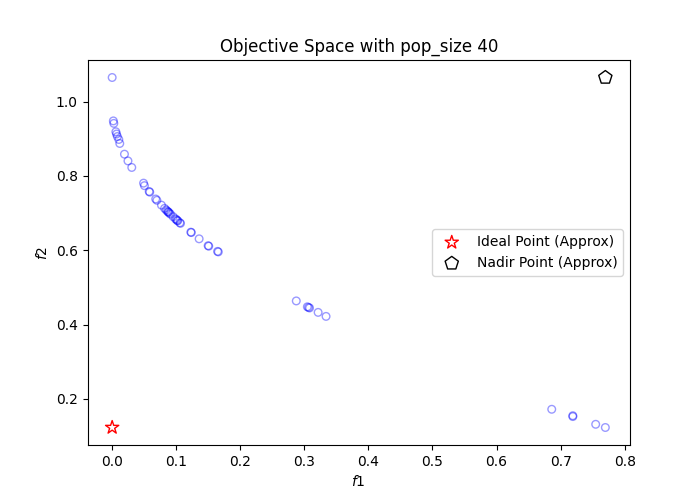 Objective Space with pop_size 40
1.0
0.8
0.6
0.4
0.2
f2
Ideal Point (Approx)
Nadir Point (Approx)
0.0 0.1 0.2 0.3 0.4 0.5 0.6 0.7 0.8
f1